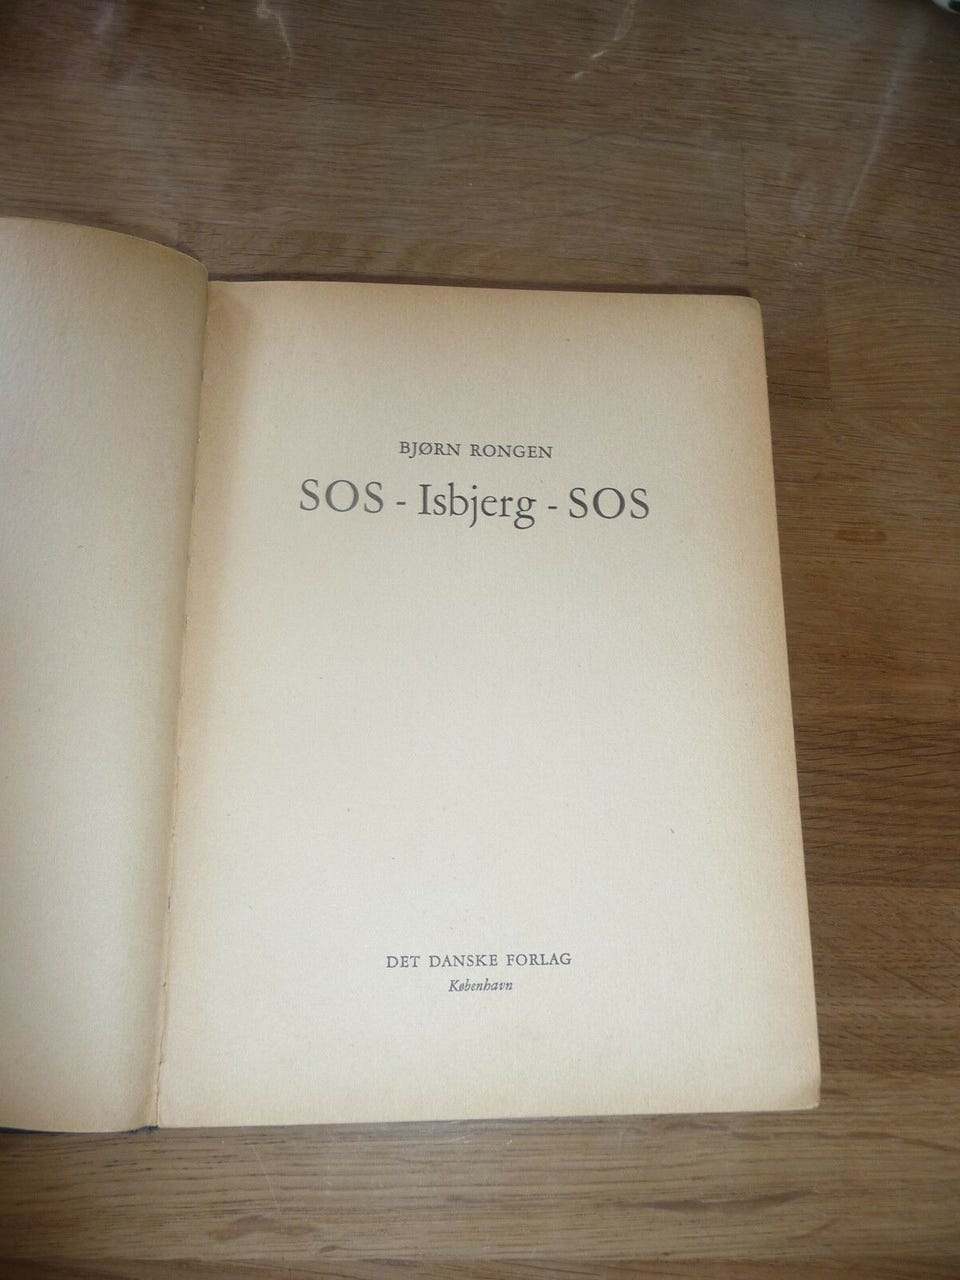 BJØRN RONGEN
SOS - Isbjerg - SOS
DET DANSKE FORLAG
København